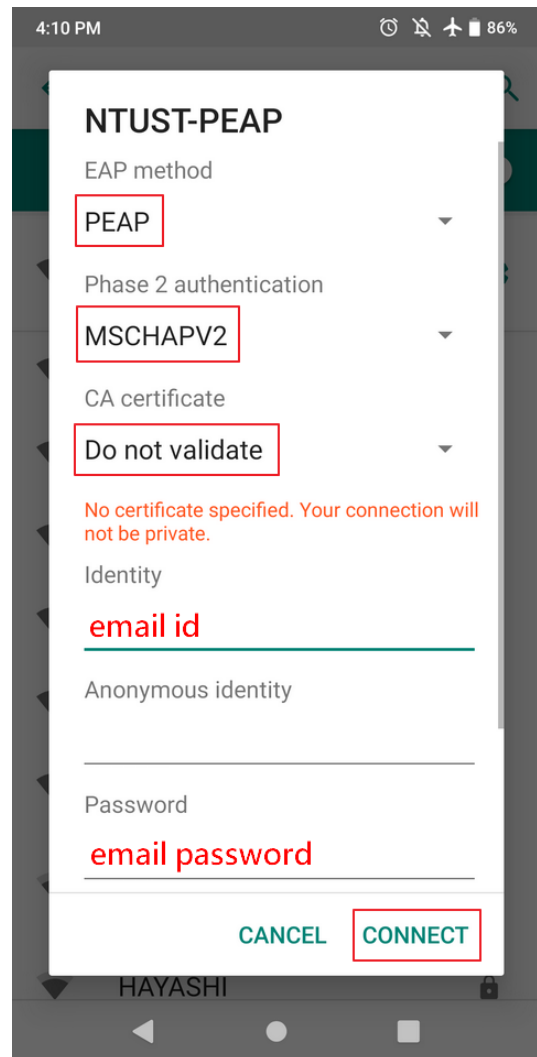 4:10 PM
86%
NTUST-PEAP
EAP method
PEAP
Phase 2 authentication
MSCHAPV2
CA certificate
Do not validate
No certificate specified. Your connection will
not be private.
Identity
email id
Anonymous identity
Password
email password
CANCEL CONNECT
HAYASHI